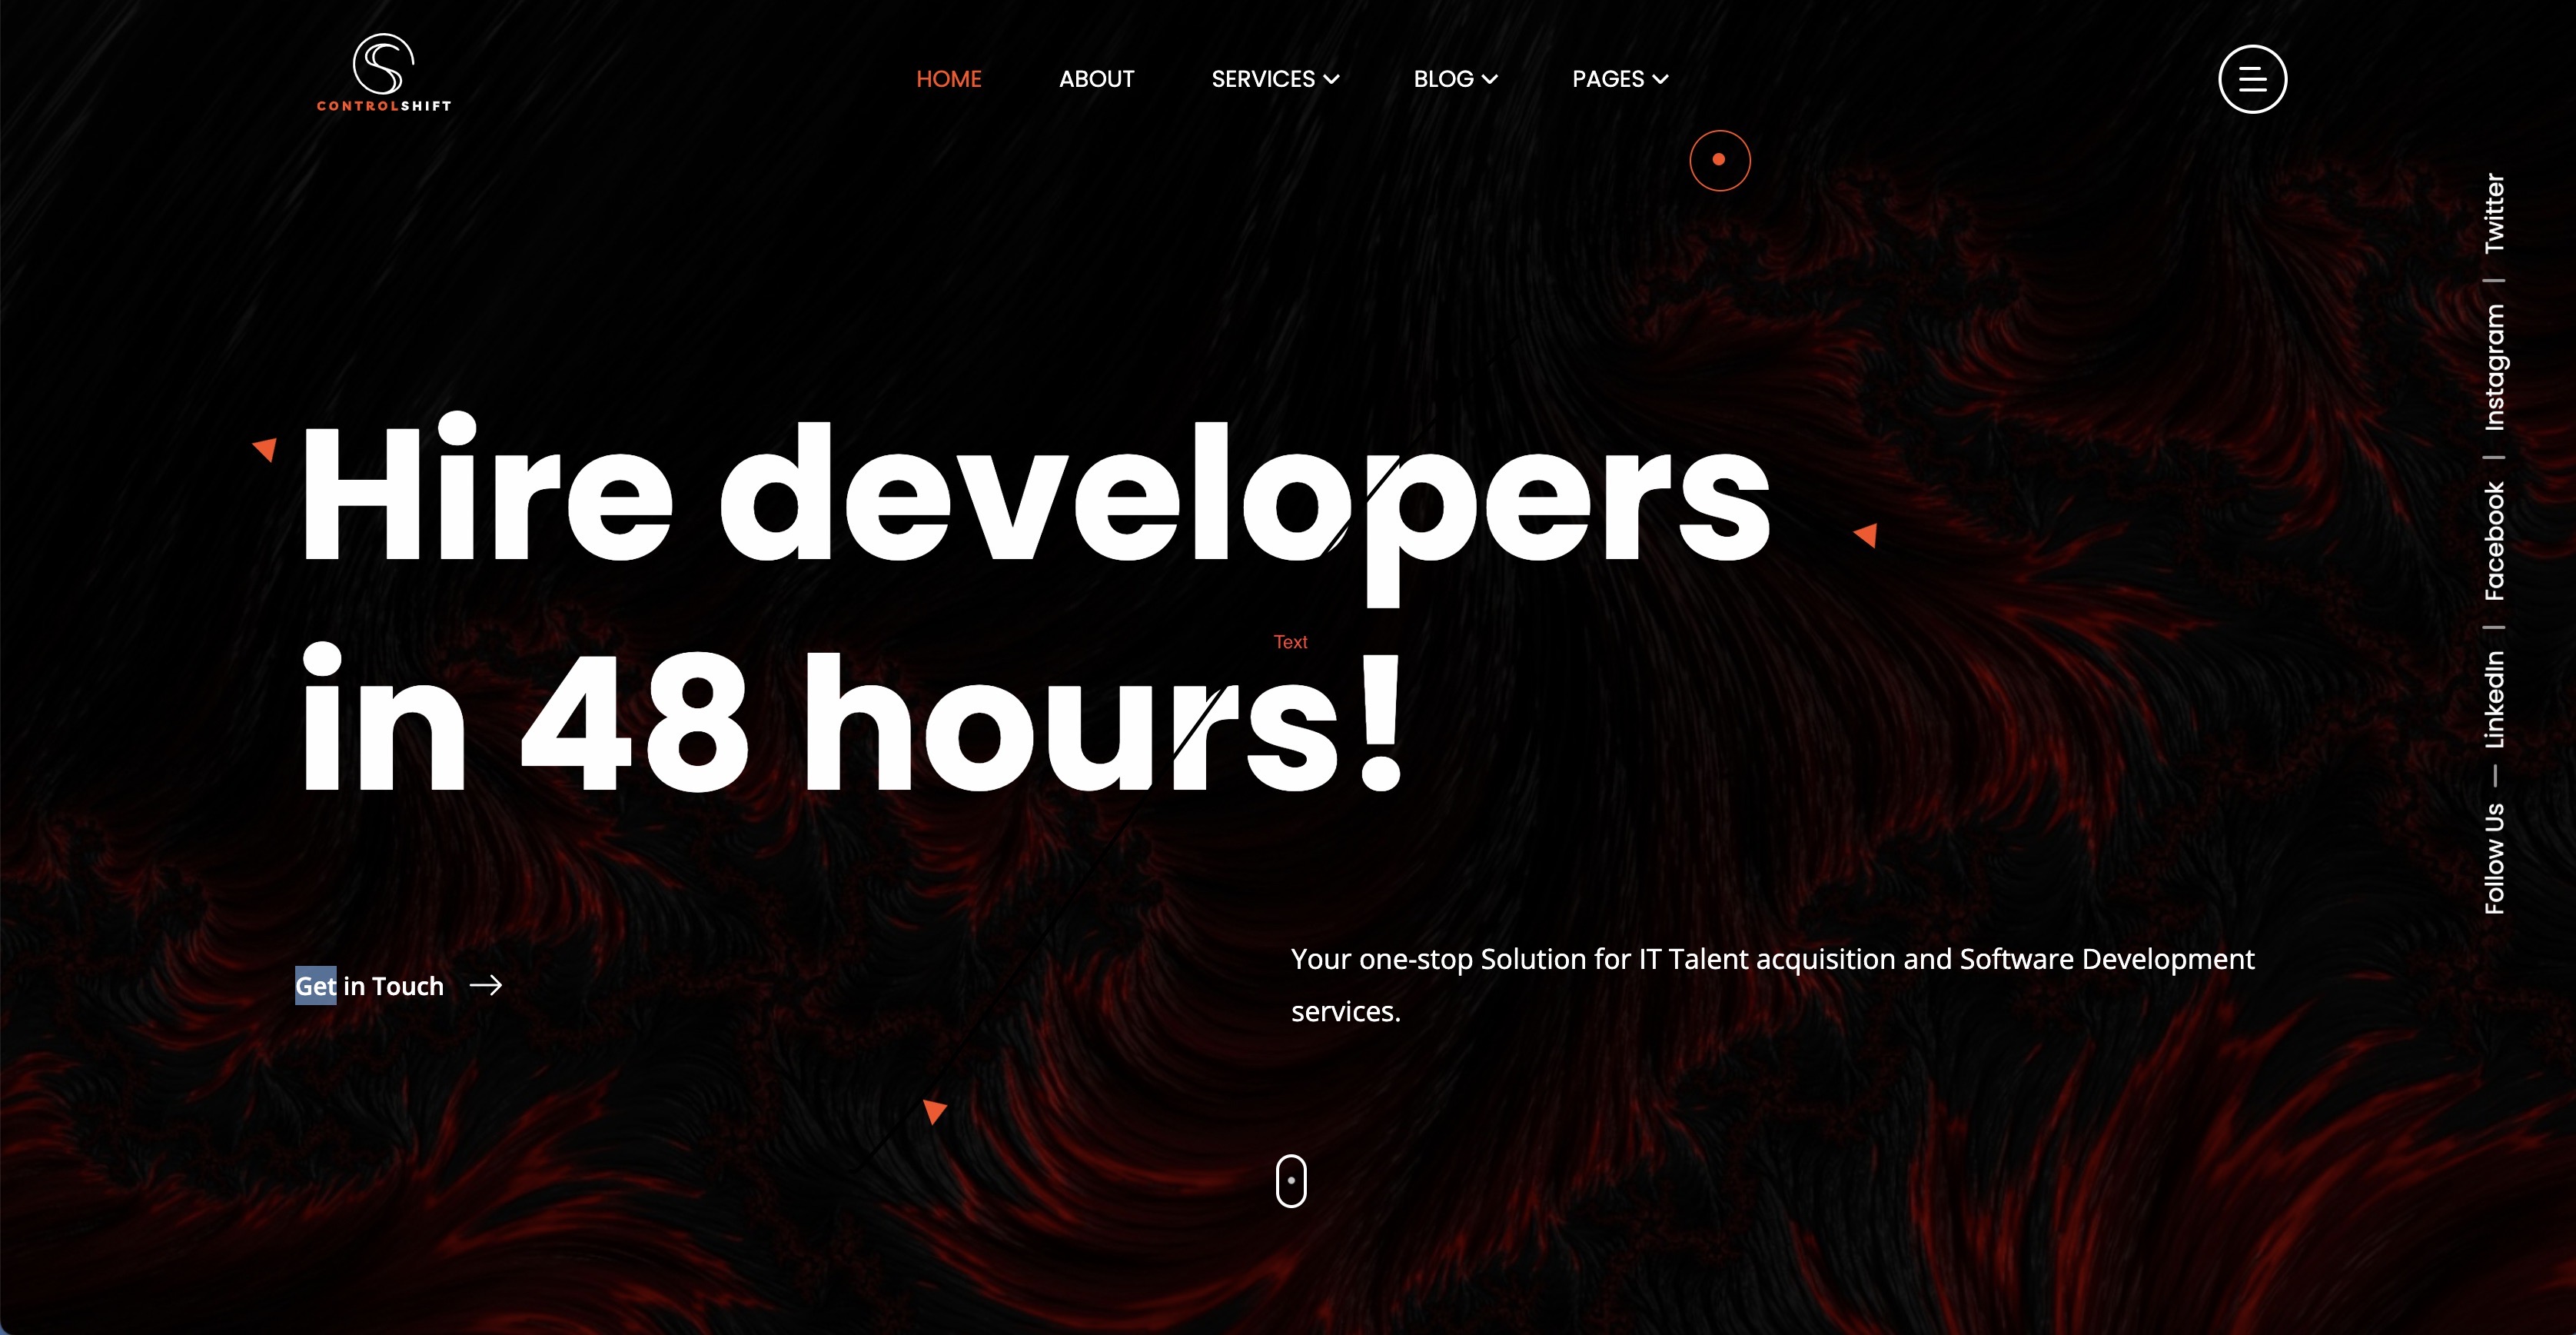 CONTROLSHIFT
HOME
ABOUT
SERVICES
BLOG
PAGES
Hire developers
in 48 hours!
Text
Get in Touch
Your one-stop Solution for IT Talent acquisition and Software Development
services.
Follow Us — LinkedIn | Facebook | Instagram | Twitter